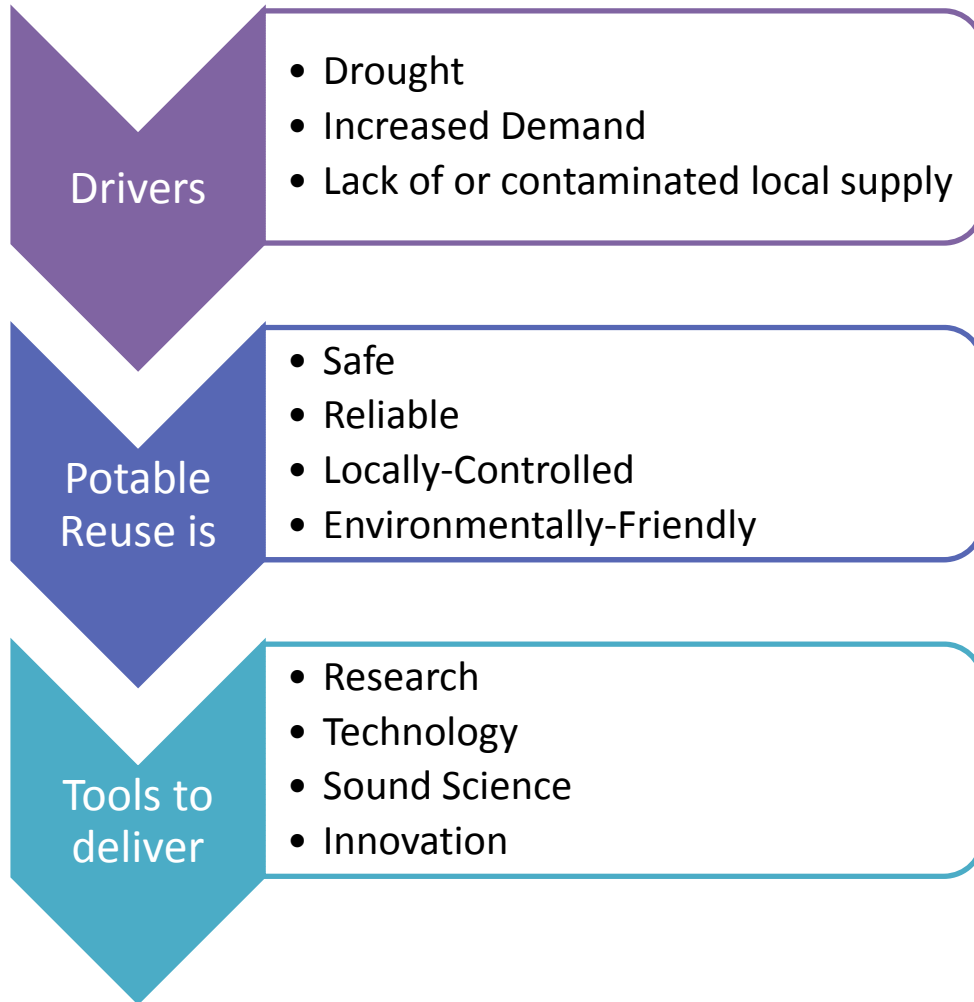 Drivers
• Drought
• Increased Demand
• Lack of or contaminated local supply
Potable
Reuse is
• Safe
• Reliable
• Locally-Controlled
• Environmentally-Friendly
Tools to
deliver
• Research
• Technology
• Sound Science
• Innovation